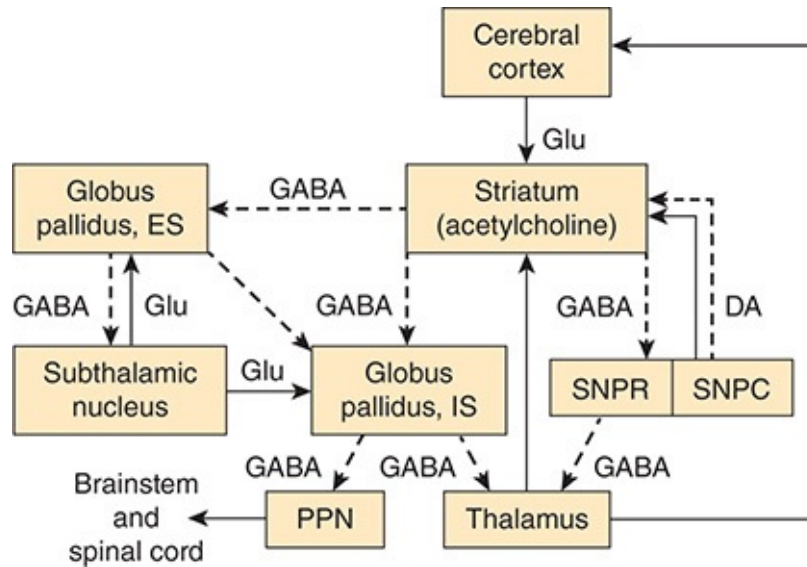 Cerebral
cortex
Glu
Globus
pallidus, ES
GABA
Striatum
(acetylcholine)
GABA
Glu
GABA
GABA
DA
Subthalamic
nucleus
Glu
Globus
pallidus, IS
SNPR
SNPC
GABA
GABA
GABA
Brainstem
and
spinal cord
PPN
Thalamus